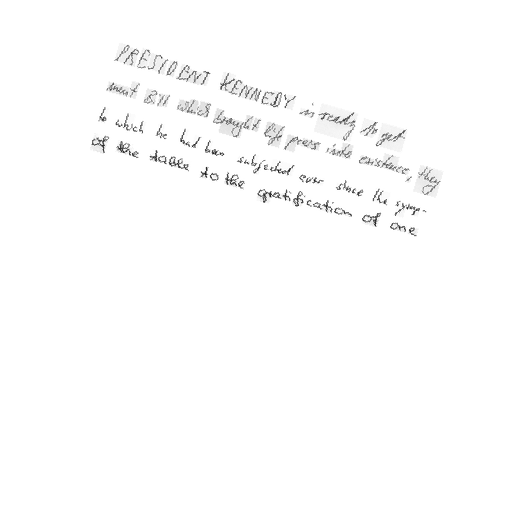 PRESIDENT KENNEDY is ready to get
ment Bill which brought life peers into existence, they
to which he had been subjected ever since the symp-
of the table to the gratification of one